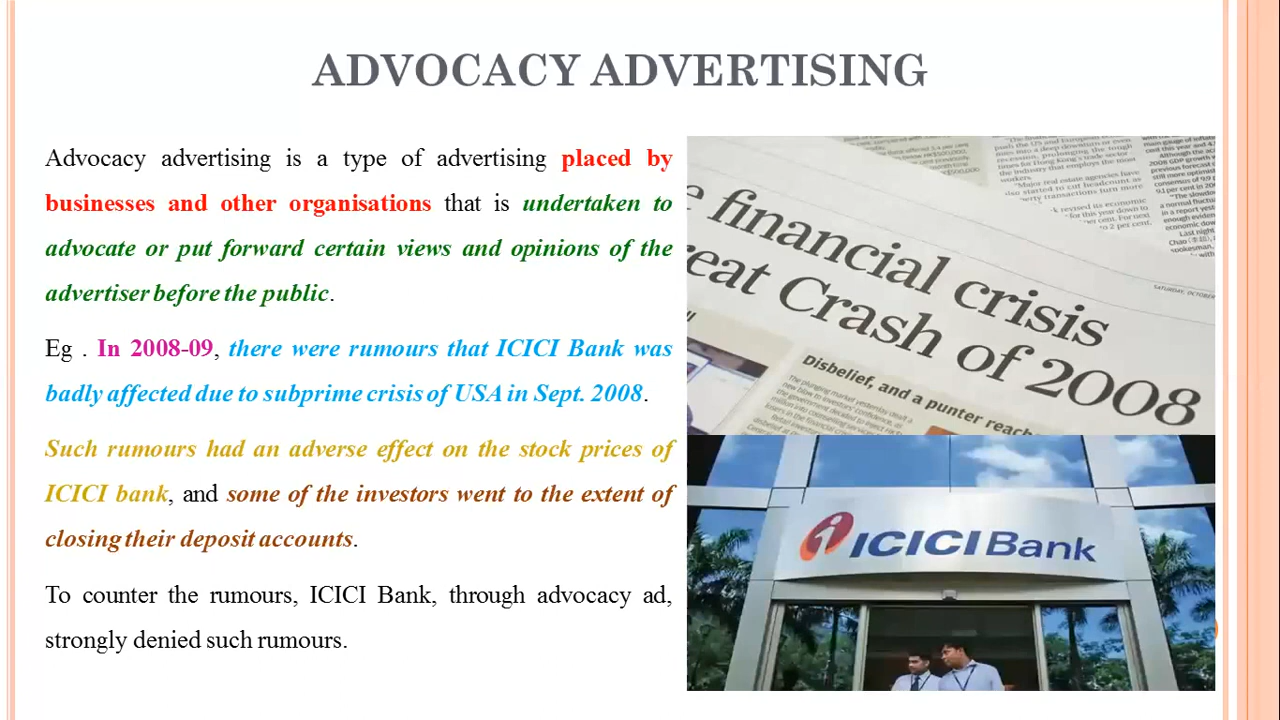 ADVOCACY ADVERTISING
Advocacy advertising is a type of advertising placed by
businesses and other organisations that is undertaken to
advocate or put forward certain views and opinions of the
advertiser before the public.
Eg . In 2008-09, there were rumours that ICICI Bank was
badly affected due to subprime crisis of USA in Sept. 2008.
Such rumours had an adverse effect on the stock prices of
ICICI bank, and some of the investors went to the extent of
closing their deposit accounts.
To counter the rumours, ICICI Bank, through advocacy ad,
strongly denied such rumours.
e financial crisis
reat Crash of 2008
SATURDAY, OCTOBER
Disbelief, and a punter reach
ICICI Bank